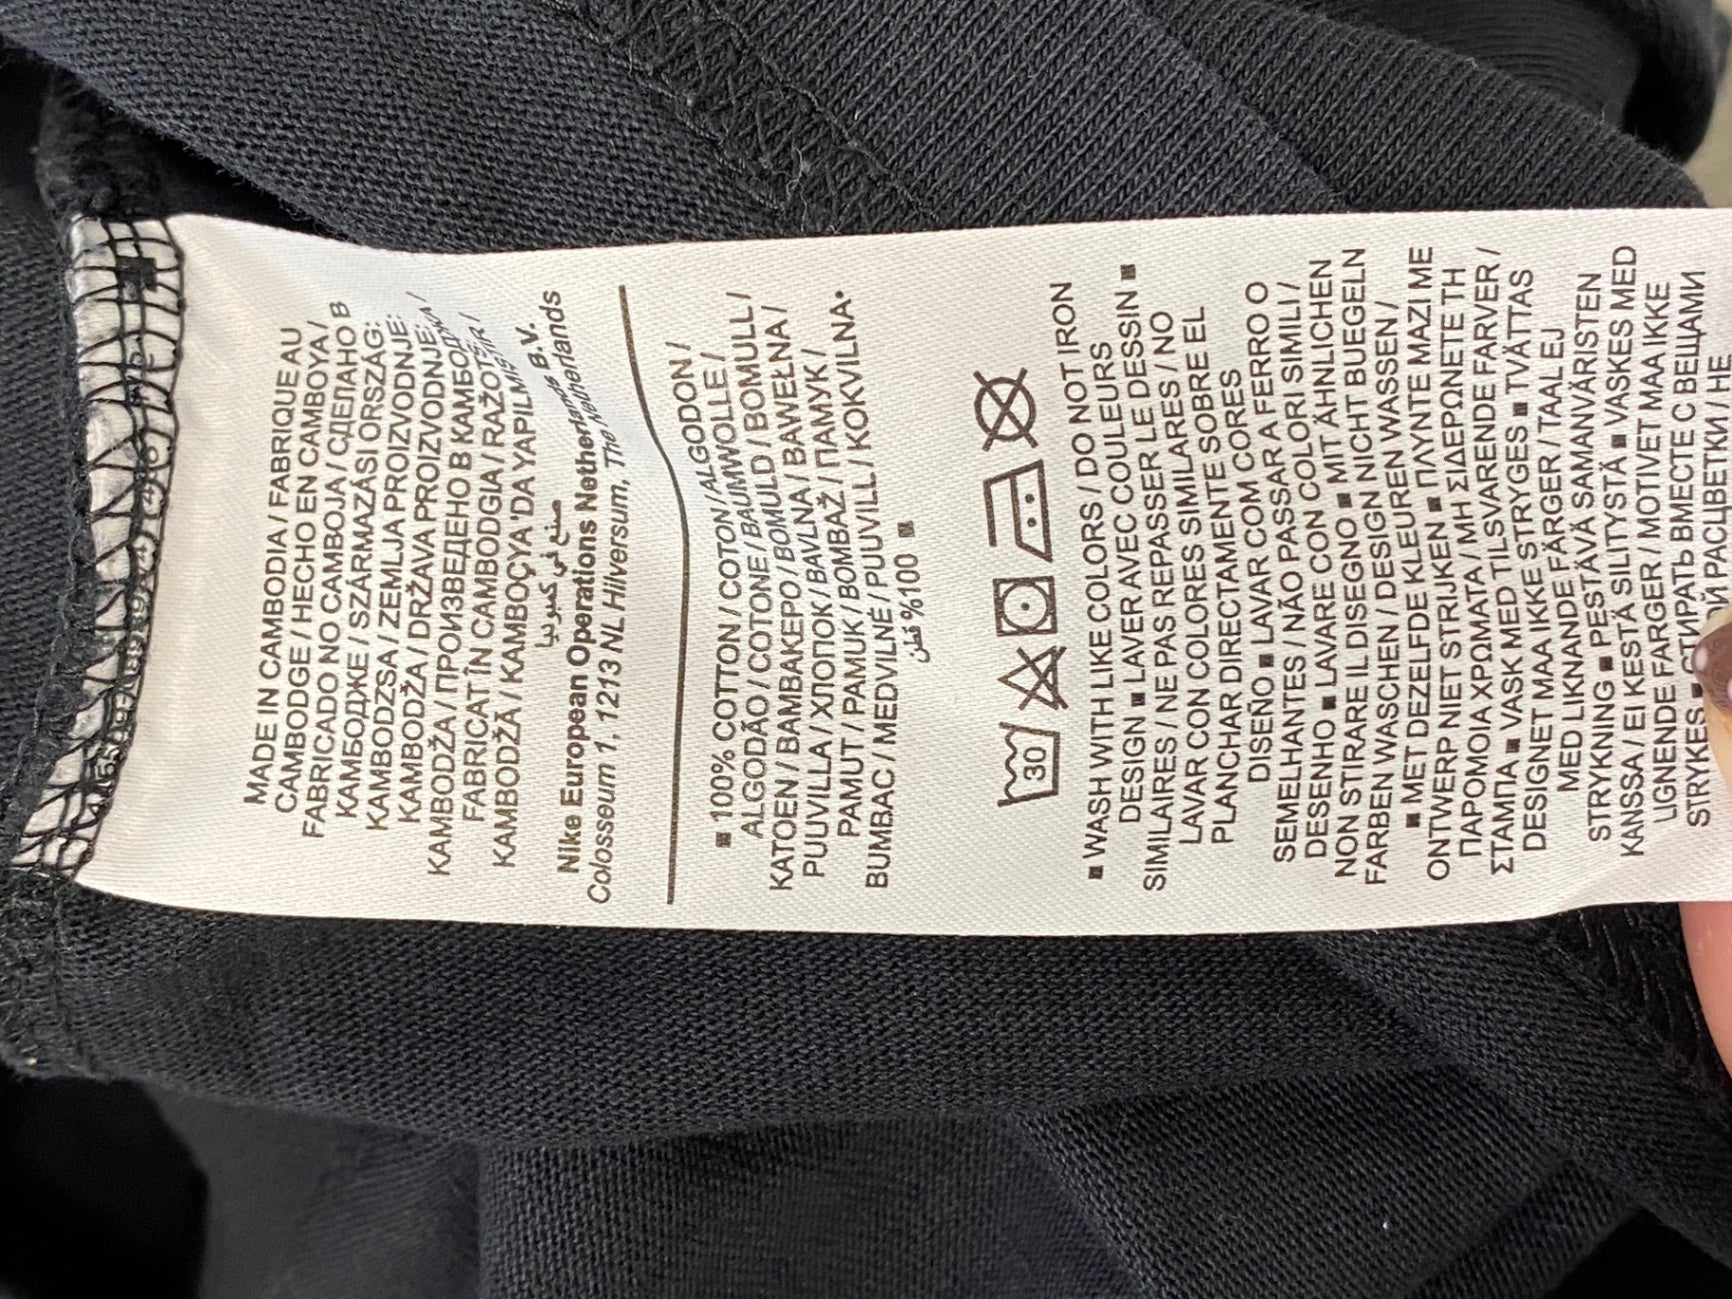 MADE IN CAMBODIA / FABRIQUE AU
CAMBODGE / HECHO EN CAMBOYA /
FABRICADO NO CAMBOJA / СДЕЛАНО В
КАМБОДЖЕ / SZÁRMAZÁSI ORSZÁG:
KAMBODZSA / ZEMLJA PROIZVODNJE:
KAMBODŽA / DRŽAVA PROIZVODNJE:
KAMBODŽA / ПРОИЗВЕДЕНО В КАМБОДЖА /
FABRICAT ÎN CAMBODGIA / RAŽOTS:
KAMBODŽĀ / KAMBOÇYA'DA YAPILMIŞTIR /
صنع في كمبوديا
Nike European Operations Netherlands B.V.
Colosseum 1, 1213 NL Hilversum, The Netherlands
■ 100% COTTON / COTON / ALGODON /
ALGODÃO / COTONE / BAUMWOLLE /
KATOEN / ΒΑΜΒΑΚΕΡΟ / BOMULD / BOMULL /
PUUVILLA / ХЛОПОК / BAVLNA / BAWEŁNA /
PAMUT / PAMUK / BOMBAŽ / ПАМУК /
BUMBAC / MEDVILNĖ / PUUVILL / KOKVILNA•
قطن %100 ■
30
■ WASH WITH LIKE COLORS / DO NOT IRON
DESIGN ■ LAVER AVEC COULEURS
SIMILAIRES / NE PAS REPASSER LE DESSIN ■
LAVAR CON COLORES SIMILARES / NO
PLANCHAR DIRECTAMENTE SOBRE EL
DISEÑO ■ LAVAR COM CORES
SEMELHANTES / NÃO PASSAR A FERRO O
DESENHO ■ LAVARE CON COLORI SIMILI /
NON STIRARE IL DISEGNO ■ MIT ÄHNLICHEN
FARBEN WASCHEN / DESIGN NICHT BUEGELN
■ MET DEZELFDE KLEUREN WASSEN /
ONTWERP NIET STRIJKEN ■ ΠΛΥΝΤΕ ΜΑΖΙ ΜΕ
ΠΑΡΟΜΟΙΑ ΧΡΩΜΑΤΑ / ΜΗ ΣΙΔΕΡΩΝΕΤΕ ΤΗ
ΣΤΑΜΠΑ ■ VASK MED TILSVARENDE FARVER /
DESIGNET MAA IKKE STRYGES ■ TVÄTTAS
MED LIKNANDE FÄRGER / TAAL EJ
STRYKNING ■ PESTÄVÄ SAMANVÄRISTEN
KANSSA / EI KESTÄ SILITYSTÄ ■ VASKES MED
LIGNENDE FARGER / MOTIVET MAA IKKE
STRYKES ■ СТИРАТЬ ВМЕСТЕ С ВЕЩАМИ
РАСЦВЕТКИ / НЕ